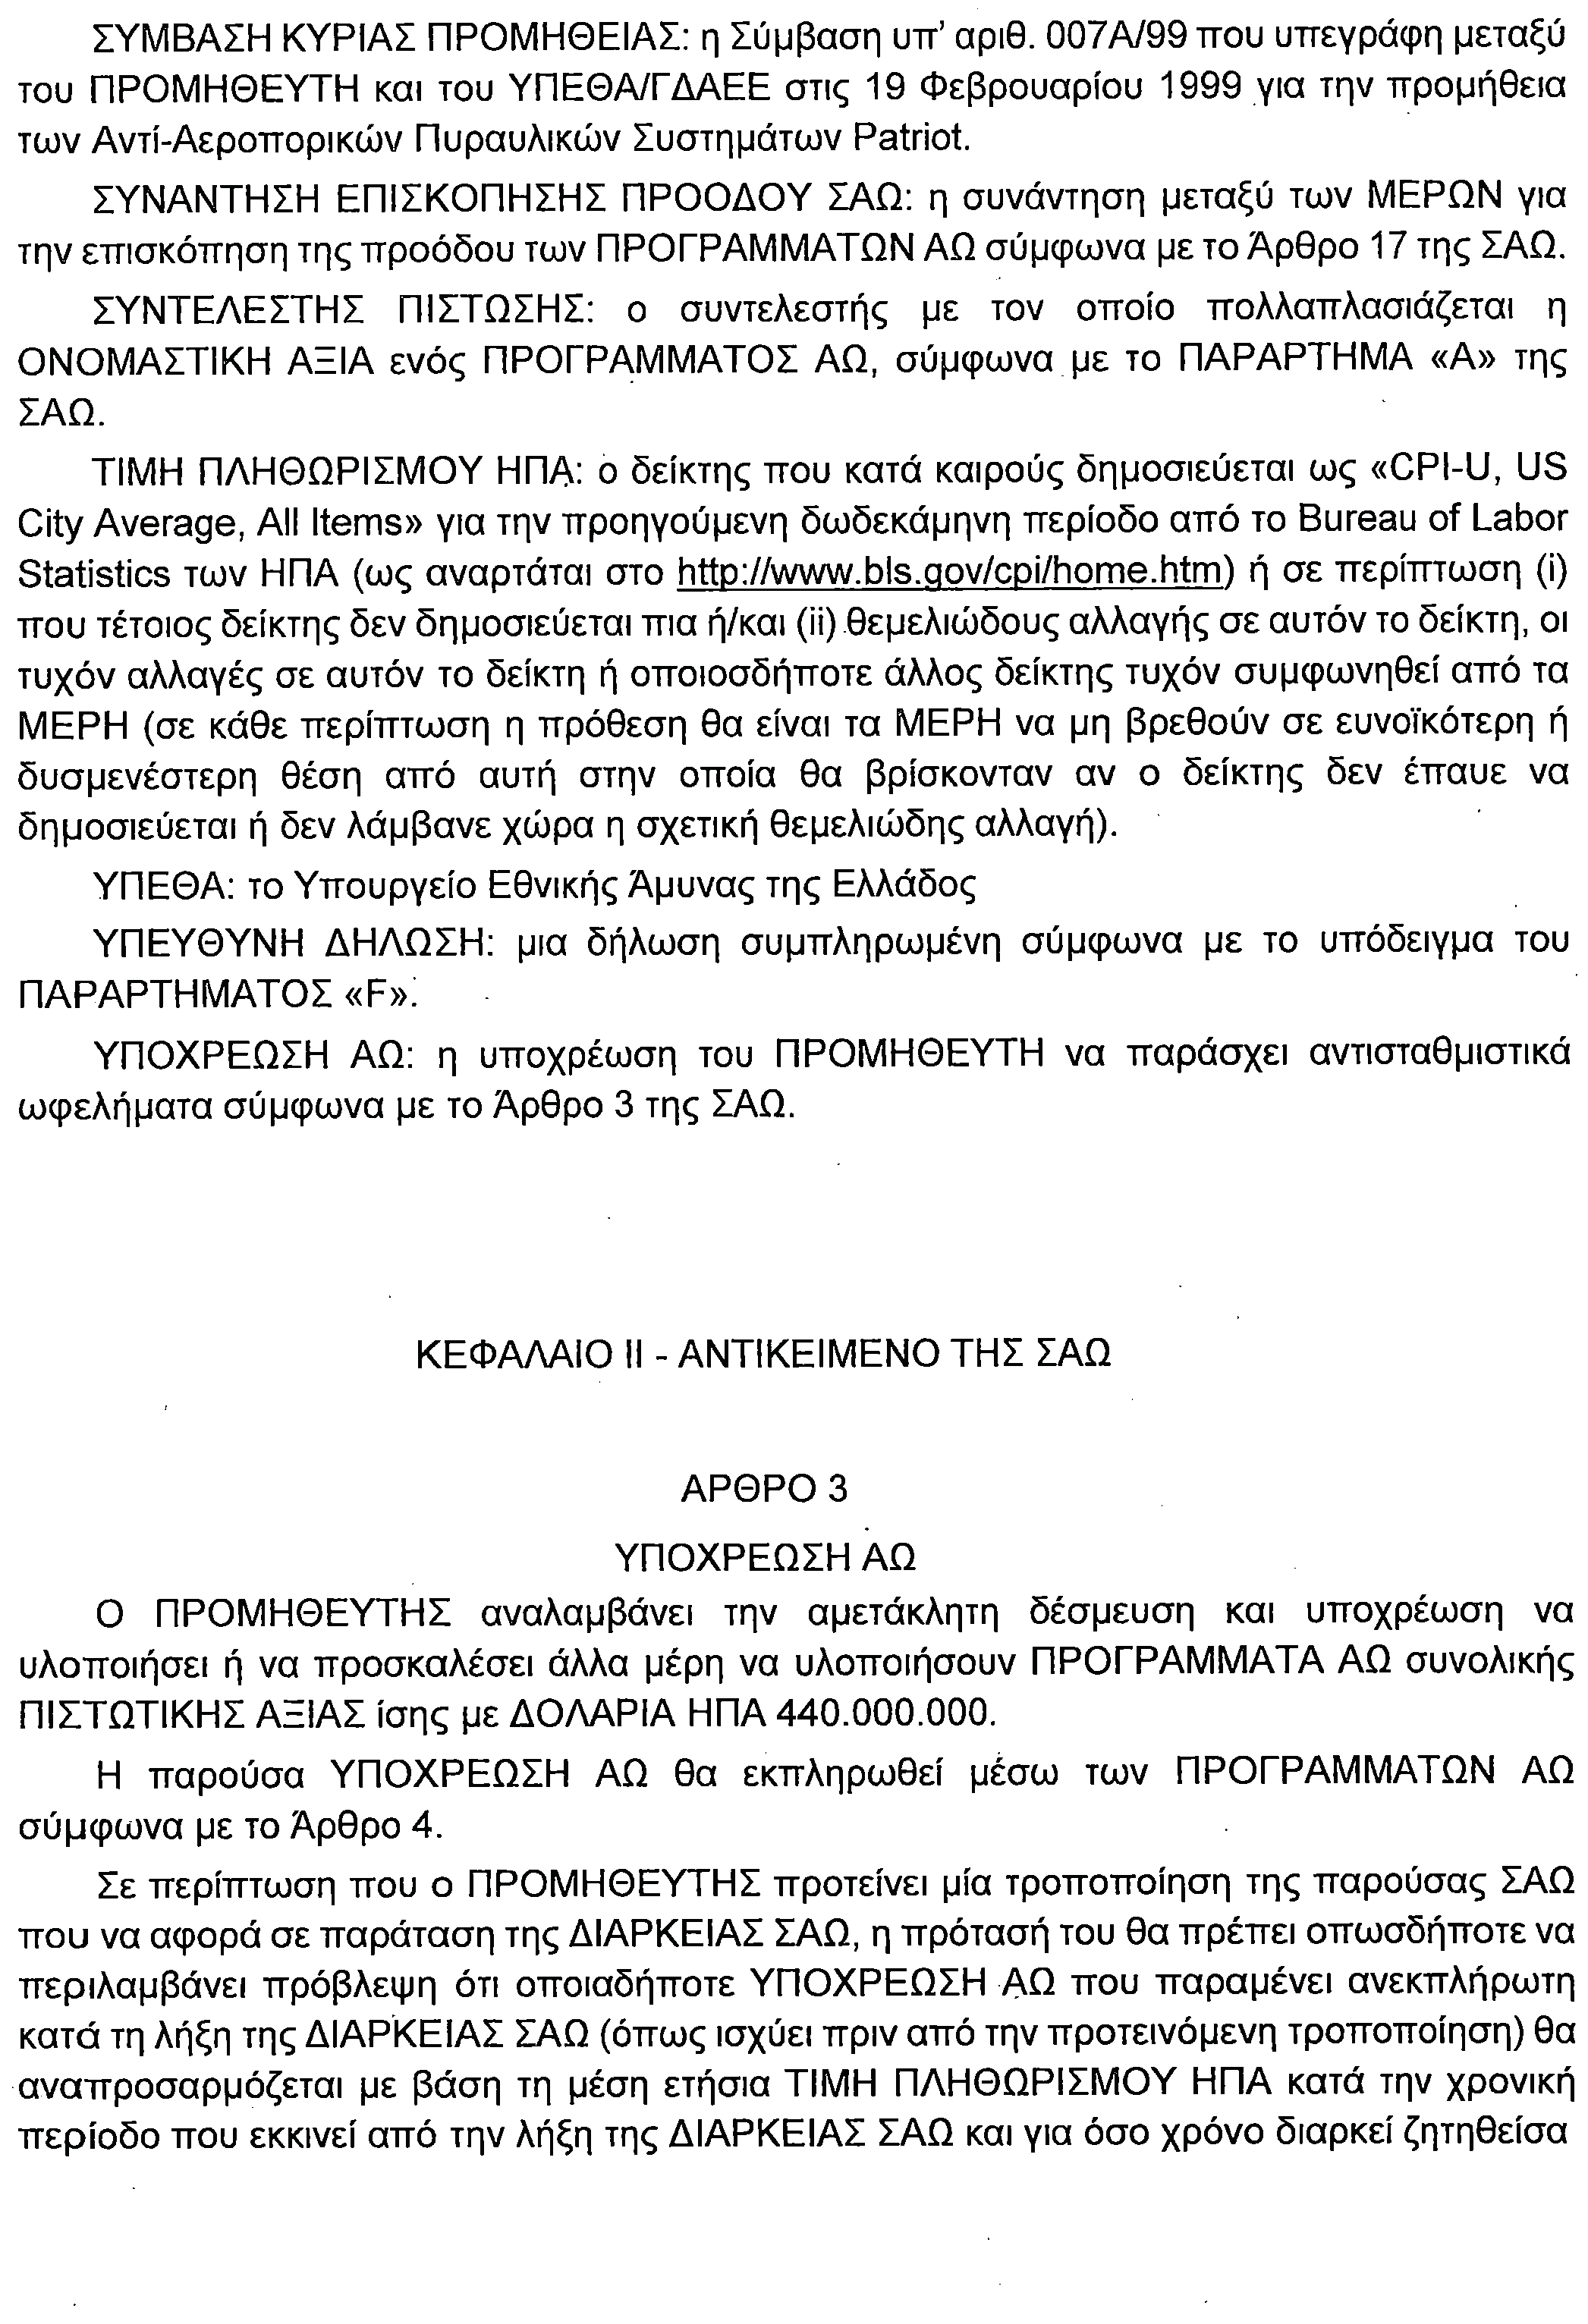 ΣΥΜΒΑΣΗ ΚΥΡΙΑΣ ΠΡΟΜΗΘΕΙΑΣ: η Σύμβαση υπ’ αριθ. 007Α/99 που υπεγράφη μεταξύ
του ΠΡΟΜΗΘΕΥΤΗ και του ΥΠΕΘΑ/ΓΔΑΕΕ στις 19 Φεβρουαρίου 1999 για την προμήθεια
των Αντί-Αεροπορικών Πυραυλικών Συστημάτων Patriot.
ΣΥΝΑΝΤΗΣΗ ΕΠΙΣΚΟΠΗΣΗΣ ΠΡΟΟΔΟΥ ΣΑΩ: η συνάντηση μεταξύ των ΜΕΡΩΝ για
την επισκόπηση της προόδου των ΠΡΟΓΡΑΜΜΑΤΩΝ ΑΩ σύμφωνα με το Άρθρο 17 της ΣΑΩ.
ΣΥΝΤΕΛΕΣΤΗΣ ΠΙΣΤΩΣΗΣ: ο συντελεστής με τον οποίο πολλαπλασιάζεται η
ΟΝΟΜΑΣΤΙΚΗ ΑΞΙΑ ενός ΠΡΟΓΡΑΜΜΑΤΟΣ ΑΩ, σύμφωνα με το ΠΑΡΑΡΤΗΜΑ «Α» της
ΣΑΩ.
ΤΙΜΗ ΠΛΗΘΩΡΙΣΜΟΥ ΗΠΑ: ο δείκτης που κατά καιρούς δημοσιεύεται ως «CPI-U, US
City Average, All Items» για την προηγούμενη δωδεκάμηνη περίοδο από το Bureau of Labor
Statistics των ΗΠΑ (ως αναρτάται στο http://www.bls.gov/cpi/home.htm) ή σε περίπτωση (i)
που τέτοιος δείκτης δεν δημοσιεύεται πια ή/και (ii) θεμελιώδους αλλαγής σε αυτόν το δείκτη, οι
τυχόν αλλαγές σε αυτόν το δείκτη ή οποιοσδήποτε άλλος δείκτης τυχόν συμφωνηθεί από τα
ΜΕΡΗ (σε κάθε περίπτωση η πρόθεση θα είναι τα ΜΕΡΗ να μη βρεθούν σε ευνοϊκότερη ή
δυσμενέστερη θέση από αυτή στην οποία θα βρίσκονταν αν ο δείκτης δεν έπαυε να
δημοσιεύεται ή δεν λάμβανε χώρα η σχετική θεμελιώδης αλλαγή).
ΥΠΕΘΑ: το Υπουργείο Εθνικής Άμυνας της Ελλάδος
ΥΠΕΥΘΥΝΗ ΔΗΛΩΣΗ: μια δήλωση συμπληρωμένη σύμφωνα με το υπόδειγμα του
ΠΑΡΑΡΤΗΜΑΤΟΣ «F».
ΥΠΟΧΡΕΩΣΗ ΑΩ: η υποχρέωση του ΠΡΟΜΗΘΕΥΤΗ να παράσχει αντισταθμιστικά
ωφελήματα σύμφωνα με το Άρθρο 3 της ΣΑΩ.
ΚΕΦΑΛΑΙΟ II - ΑΝΤΙΚΕΙΜΕΝΟ ΤΗΣ ΣΑΩ
ΑΡΘΡΟ 3
ΥΠΟΧΡΕΩΣΗ ΑΩ
Ο ΠΡΟΜΗΘΕΥΤΗΣ αναλαμβάνει την αμετάκλητη δέσμευση και υποχρέωση να
υλοποιήσει ή να προσκαλέσει άλλα μέρη να υλοποιήσουν ΠΡΟΓΡΑΜΜΑΤΑ ΑΩ συνολικής
ΠΙΣΤΩΤΙΚΗΣ ΑΞΙΑΣ ίσης με ΔΟΛΑΡΙΑ ΗΠΑ 440.000.000.
Η παρούσα ΥΠΟΧΡΕΩΣΗ ΑΩ θα εκπληρωθεί μέσω των ΠΡΟΓΡΑΜΜΑΤΩΝ ΑΩ
σύμφωνα με το Άρθρο 4.
Σε περίπτωση που ο ΠΡΟΜΗΘΕΥΤΗΣ προτείνει μία τροποποίηση της παρούσας ΣΑΩ
που να αφορά σε παράταση της ΔΙΑΡΚΕΙΑΣ ΣΑΩ, η πρότασή του θα πρέπει οπωσδήποτε να
περιλαμβάνει πρόβλεψη ότι οποιαδήποτε ΥΠΟΧΡΕΩΣΗ ΑΩ που παραμένει ανεκπλήρωτη
κατά τη λήξη της ΔΙΑΡΚΕΙΑΣ ΣΑΩ (όπως ισχύει πριν από την προτεινόμενη τροποποίηση) θα
αναπροσαρμόζεται με βάση τη μέση ετήσια ΤΙΜΗ ΠΛΗΘΩΡΙΣΜΟΥ ΗΠΑ κατά την χρονική
περίοδο που εκκινεί από την λήξη της ΔΙΑΡΚΕΙΑΣ ΣΑΩ και για όσο χρόνο διαρκεί ζητηθείσα